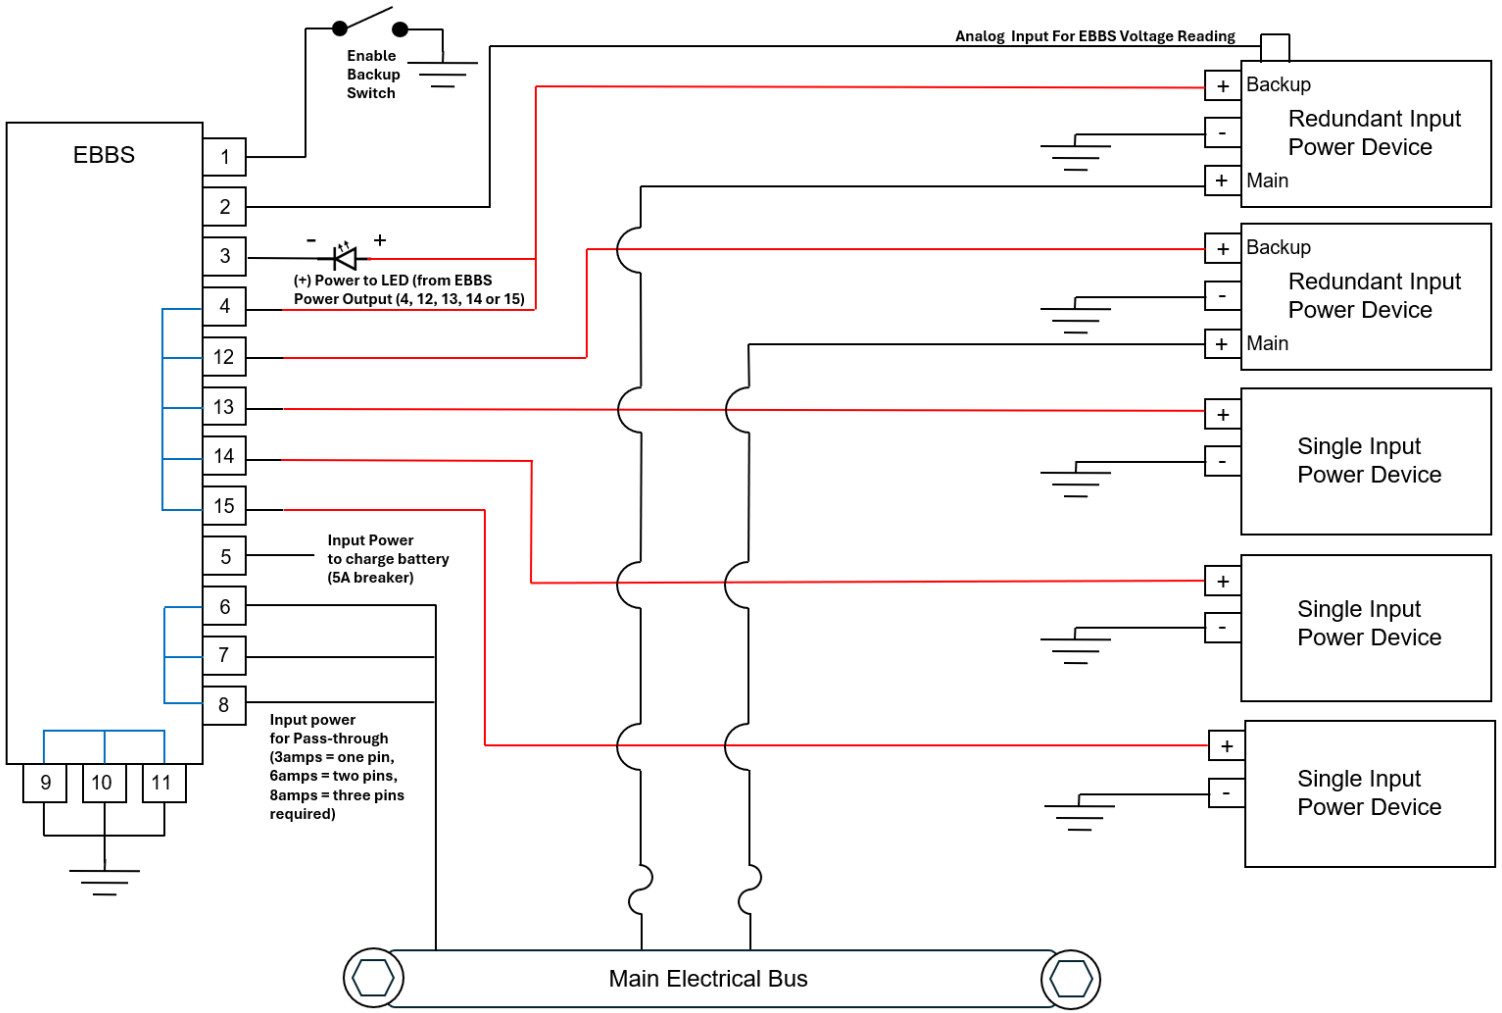 Analog  Input For EBBS Voltage Reading
Enable
Backup
Switch
EBBS
1
2
3
4
12
13
14
15
5
6
7
8
9
10
11
-
+
(+) Power to LED (from EBBS
Power Output (4, 12, 13, 14 or 15)
Input Power
to charge battery
(5A breaker)
Input power
for Pass-through
(3amps = one pin,
6amps = two pins,
8amps = three pins
required)
+ Backup
Redundant Input
Power Device
-
+ Main
+ Backup
Redundant Input
Power Device
-
+ Main
+
Single Input
Power Device
-
+
Single Input
Power Device
-
+
Single Input
Power Device
-
Main Electrical Bus